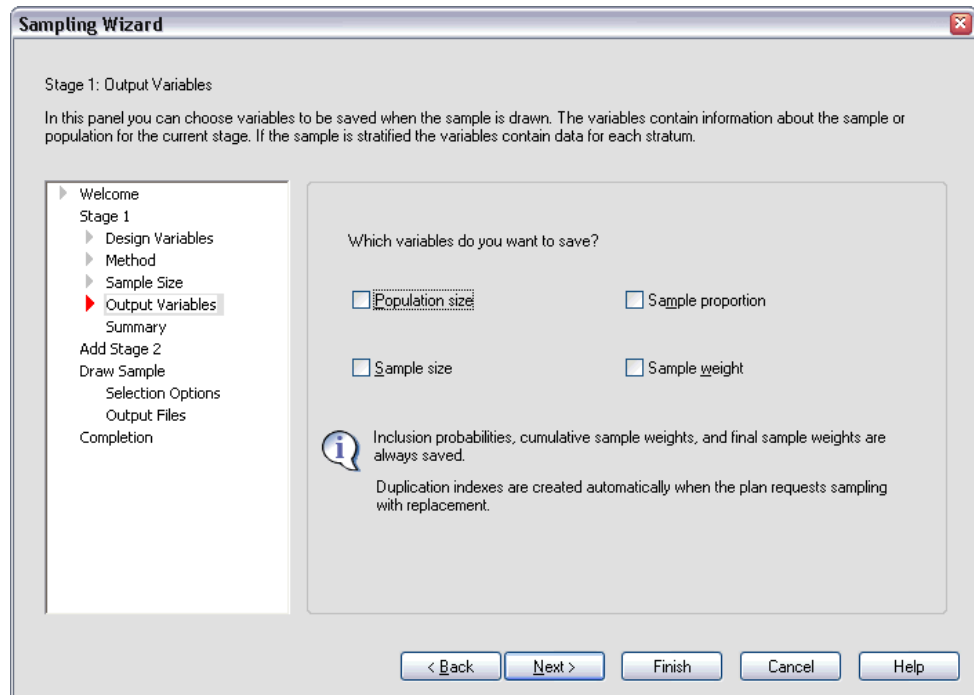 Sampling Wizard
Stage 1: Output Variables
In this panel you can choose variables to be saved when the sample is drawn. The variables contain information about the sample or
population for the current stage. If the sample is stratified the variables contain data for each stratum.
Welcome
Stage 1
Design Variables
Method
Sample Size
Output Variables
Summary
Add Stage 2
Draw Sample
Selection Options
Output Files
Completion
Which variables do you want to save?
Population size
Sample proportion
Sample size
Sample weight
Inclusion probabilities, cumulative sample weights, and final sample weights are
always saved.
Duplication indexes are created automatically when the plan requests sampling
with replacement.
< Back
Next >
Finish
Cancel
Help